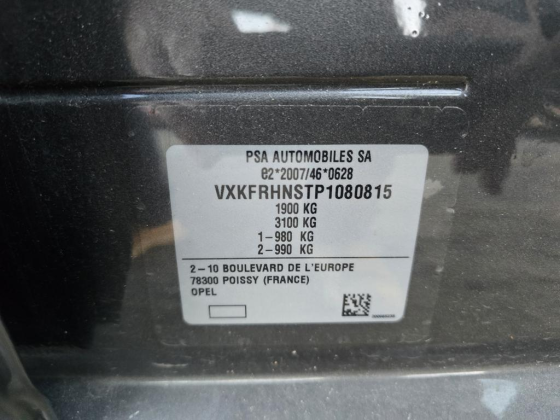 PSA AUTOMOBILES SA
e2*2007/46*0628
VXKFRHNSTP1080815
1900 KG
3100 KG
1-980 KG
2-990 KG
2-10 BOULEVARD DE L'EUROPE
78300 POISSY (FRANCE)
OPEL